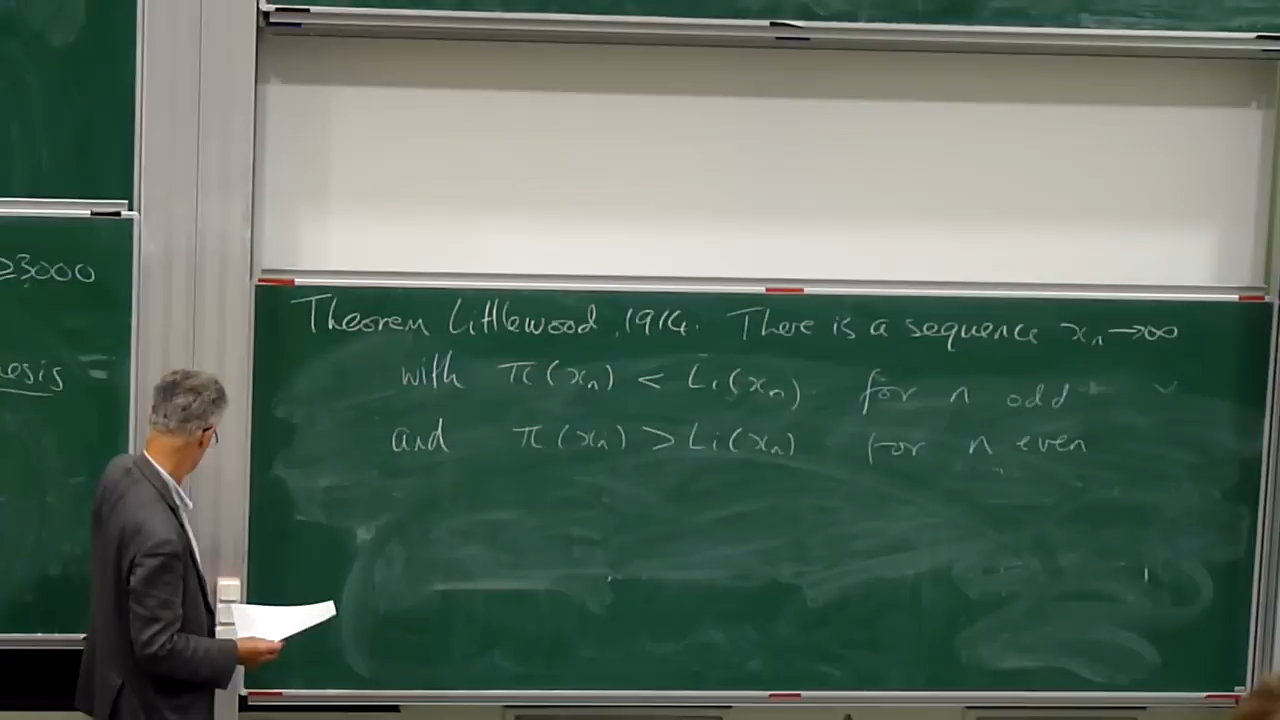 ≥3000
esis
Theorem Littlewood, 1914. There is a sequence xₙ→∞
with π(xₙ) < Li(xₙ) for n odd
and π(xₙ) > Li(xₙ) for n even